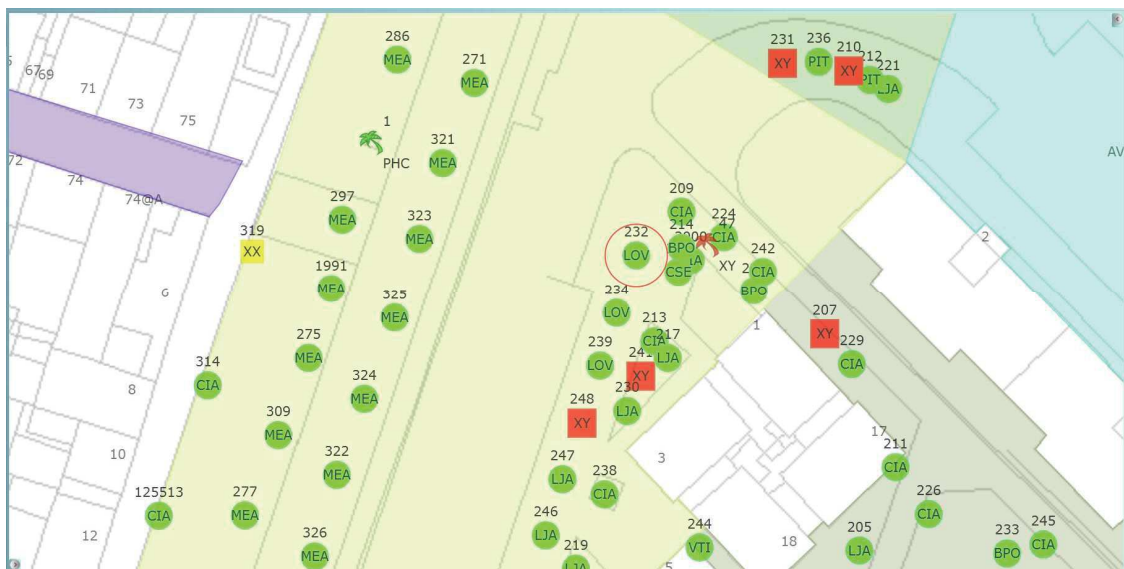 286
MEA
271
MEA
231
XY
236
PIT
210
XY
212
PIT
221
LJA
67
69
71
73
75
1
PHC
321
MEA
72
74
74@A
AV
297
MEA
323
MEA
209
CIA
224
47
CIA
214
BPO
232
LOV
319
XX
2
XY
242
CIA
CSE
BPO
1991
MEA
234
LOV
325
MEA
G
207
XY
1
213
CIA
217
LJA
275
MEA
229
CIA
239
LOV
241
XY
314
CIA
8
324
MEA
230
LJA
248
XY
309
MEA
17
10
3
322
MEA
247
LJA
238
CIA
211
CIA
125513
CIA
277
MEA
226
CIA
12
326
MEA
246
LJA
219
LJA
244
VTI
18
205
LJA
233
BPO
245
CIA
5